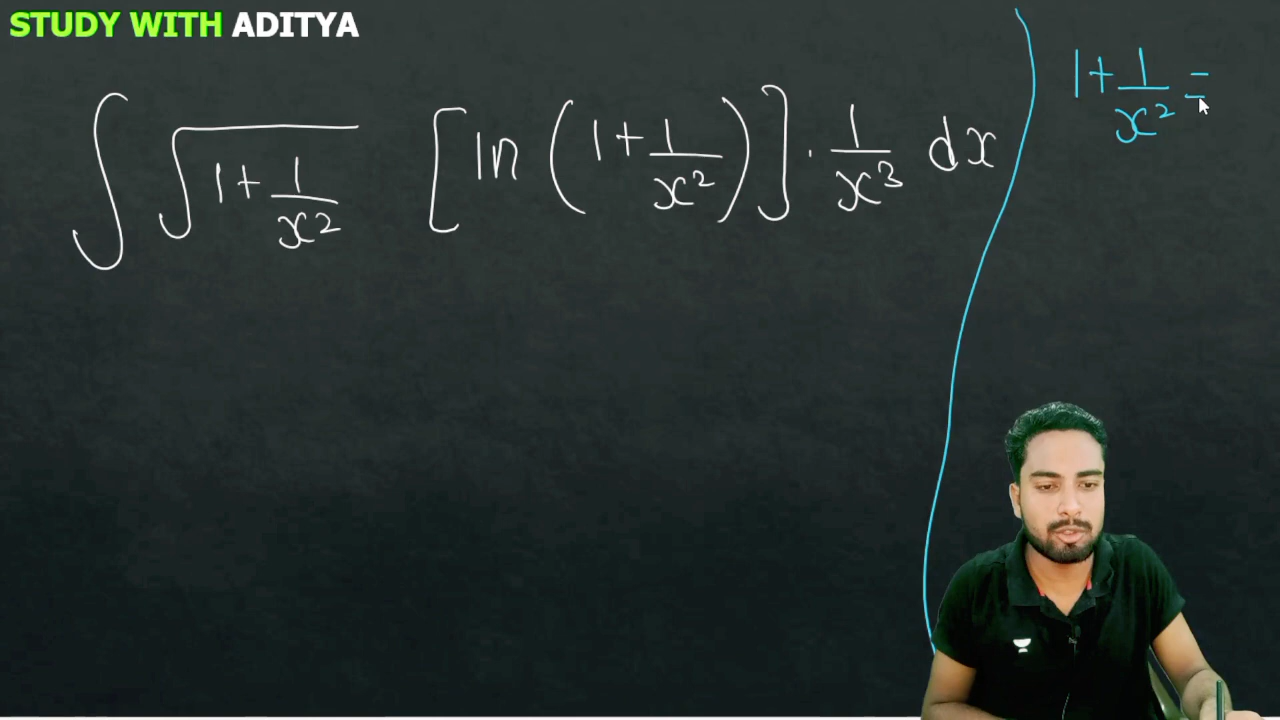 STUDY WITH ADITYA
∫ √(1 + 1/x²) [ln (1 + 1/x²)] · 1/x³ dx
1 + 1/x² =